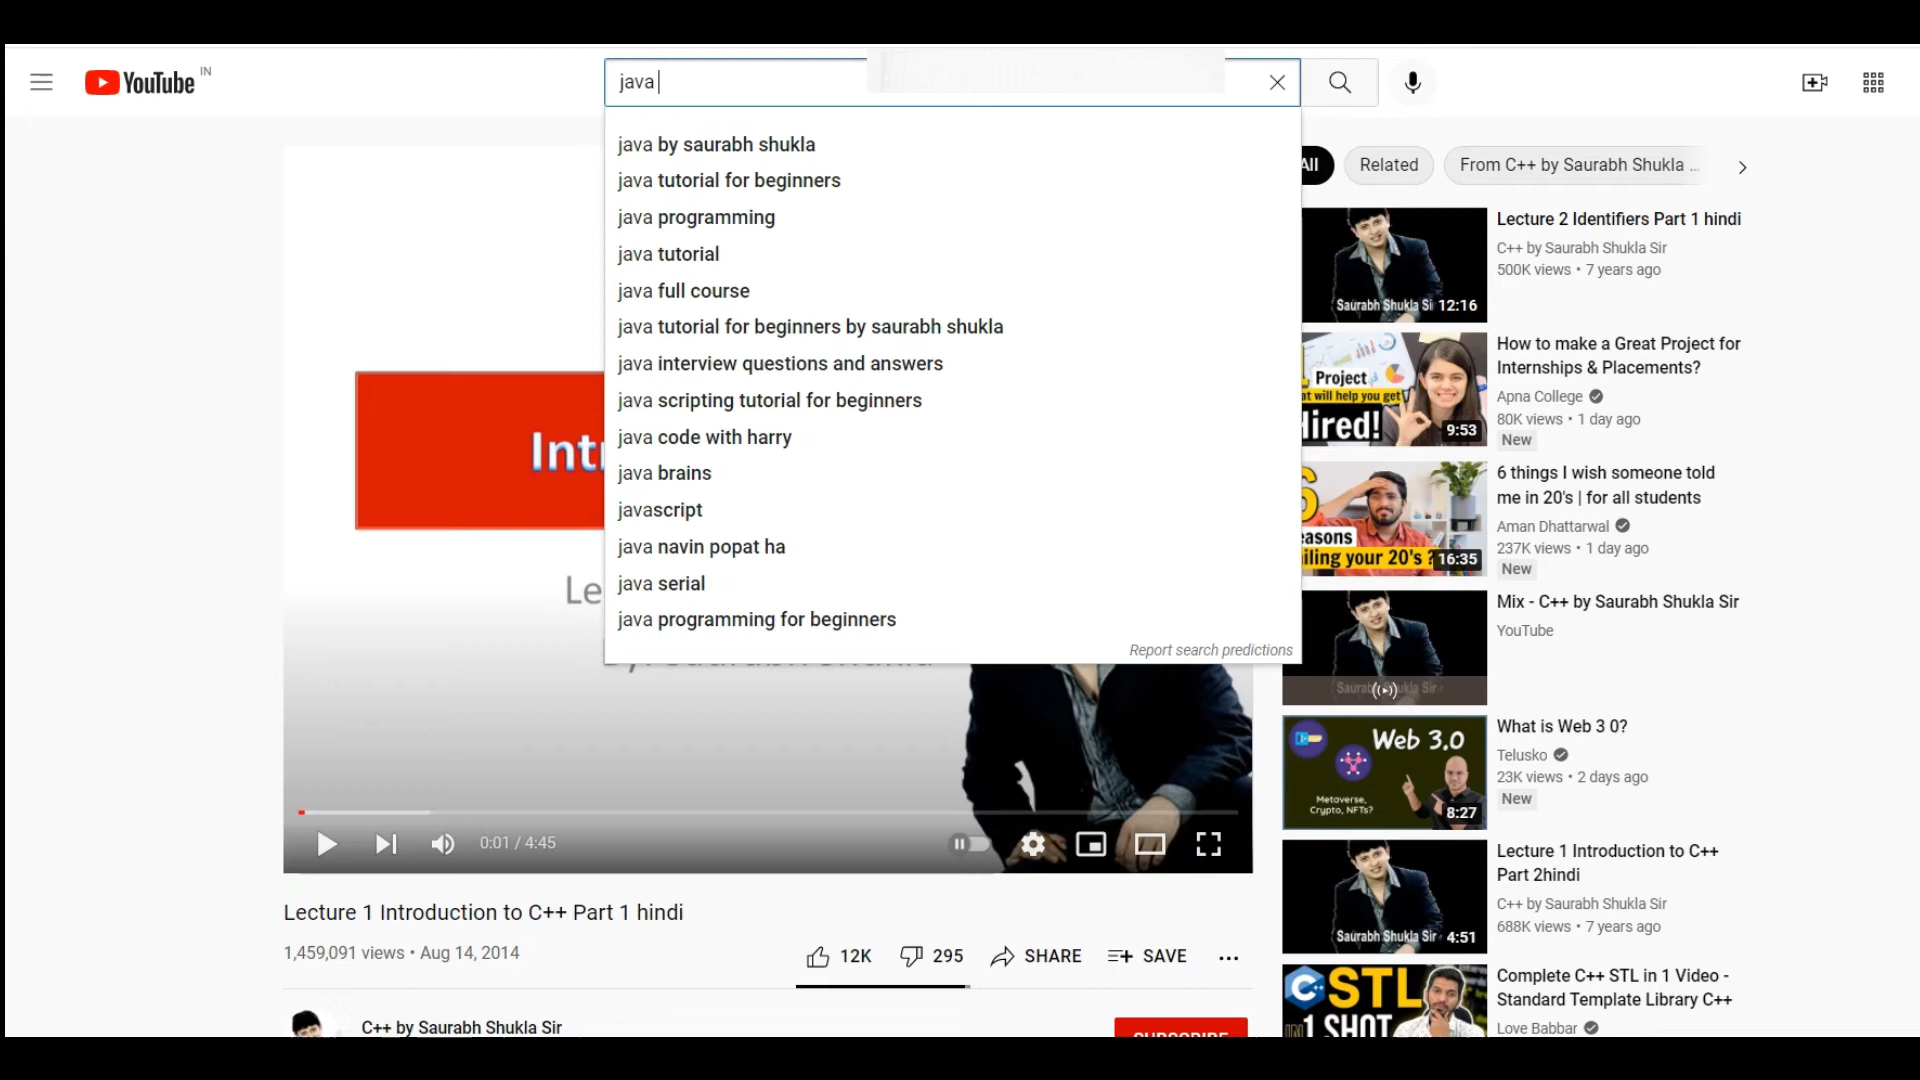 YouTube IN
java
java by saurabh shukla
java tutorial for beginners
java programming
java tutorial
java full course
java tutorial for beginners by saurabh shukla
java interview questions and answers
java scripting tutorial for beginners
java code with harry
java brains
javascript
java navin popat ha
java serial
java programming for beginners
Report search predictions
Le
0:01 / 4:45
Lecture 1 Introduction to C++ Part 1 hindi
1,459,091 views • Aug 14, 2014
12K
295
SHARE
SAVE
C++ by Saurabh Shukla Sir
SUBSCRIBE
All
Related
From C++ by Saurabh Shukla ...
Saurabh Shukla Si
12:16
Lecture 2 Identifiers Part 1 hindi
C++ by Saurabh Shukla Sir
500K views • 7 years ago
Project
at will help you get
Hired!
9:53
How to make a Great Project for
Internships & Placements?
Apna College
80K views • 1 day ago
New
6
easons
iling your 20's ?
16:35
6 things I wish someone told
me in 20's | for all students
Aman Dhattarwal
237K views • 1 day ago
New
Mix - C++ by Saurabh Shukla Sir
YouTube
Web 3.0
Metaverse,
Crypto, NFTs?
8:27
What is Web 3 0?
Telusko
23K views • 2 days ago
New
Saurabh Shukla Sir
4:51
Lecture 1 Introduction to C++
Part 2hindi
C++ by Saurabh Shukla Sir
688K views • 7 years ago
STL
IN 1 SHOT
Complete C++ STL in 1 Video -
Standard Template Library C++
Love Babbar